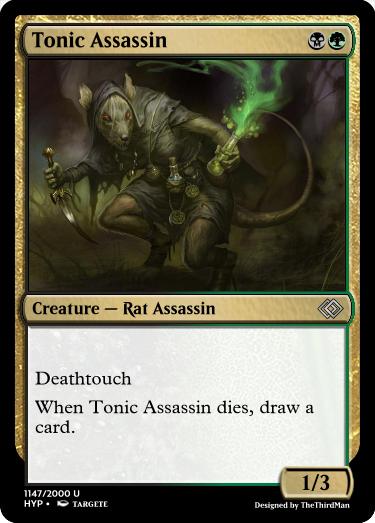 Tonic Assassin
Creature — Rat Assassin
Deathtouch
When Tonic Assassin dies, draw a
card.
1/3
1147/2000 U
HYP • TARGETE
Designed by TheThirdMan